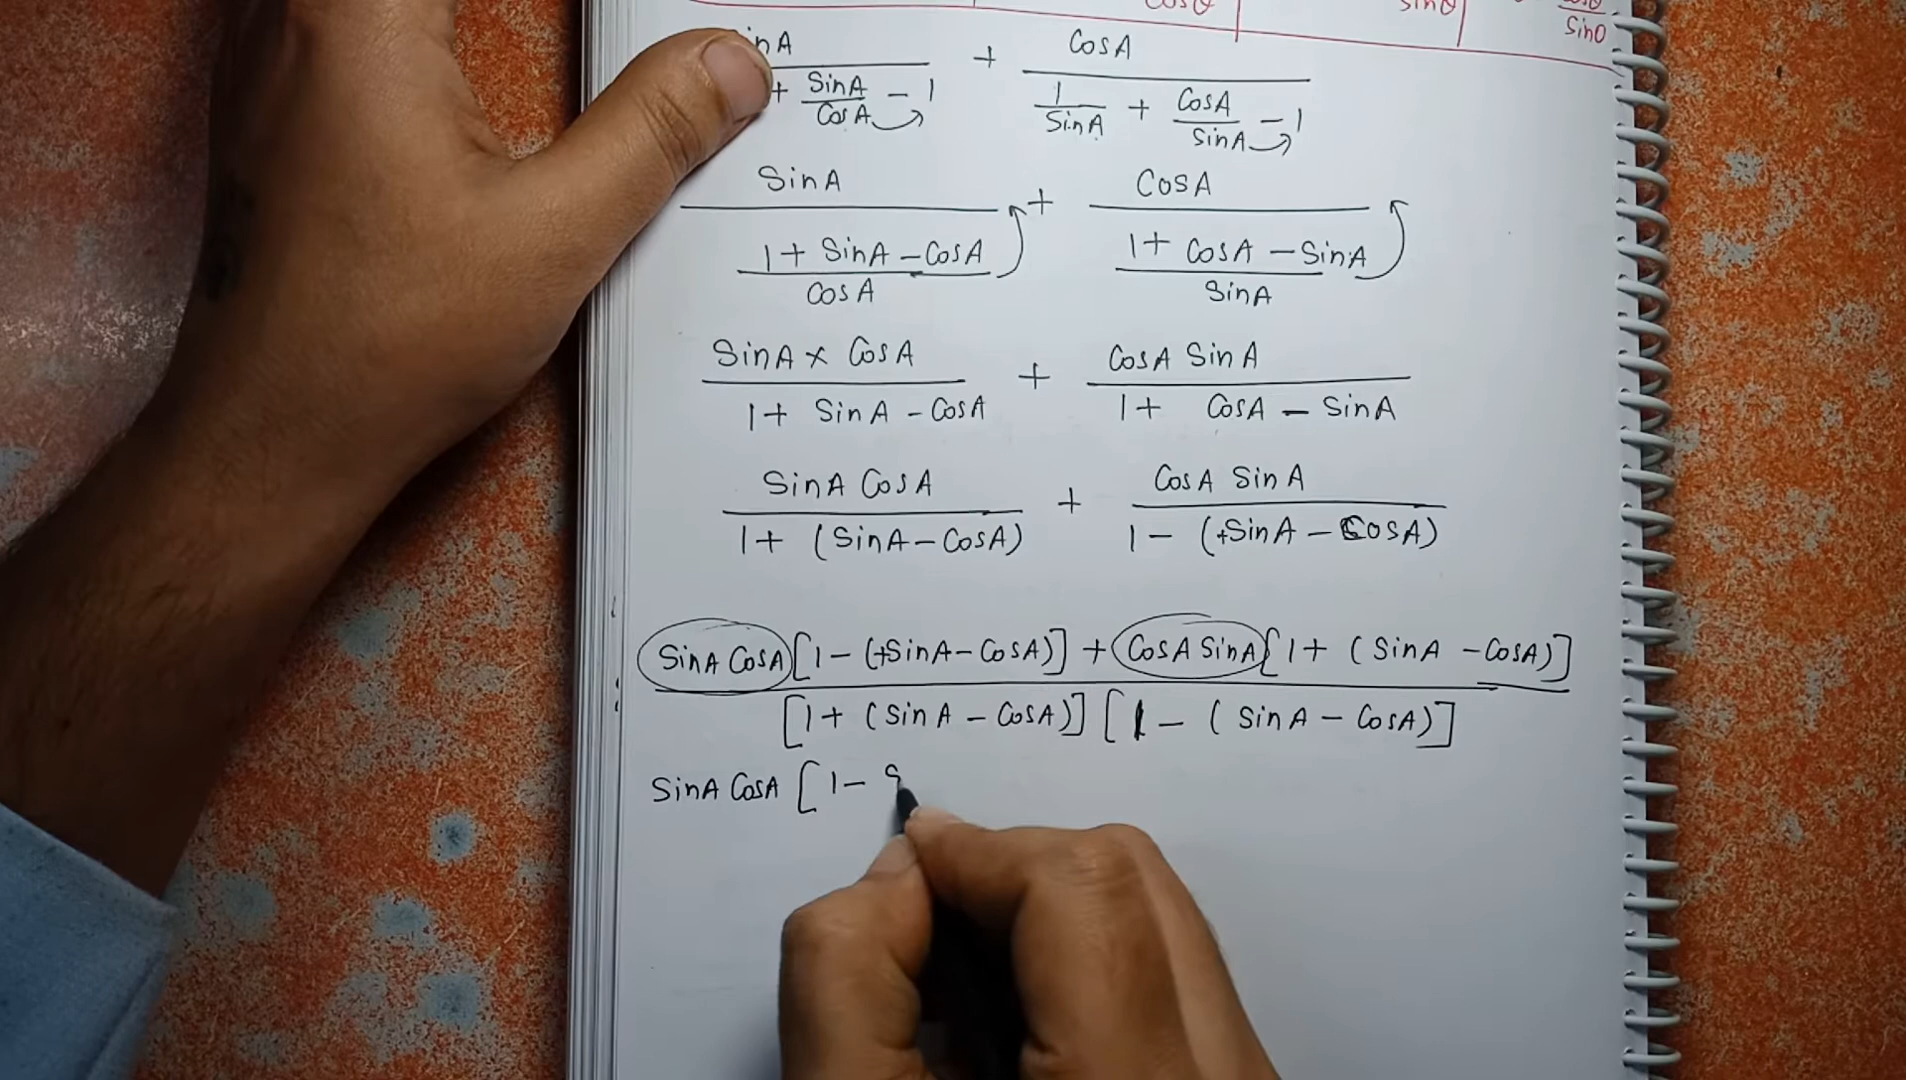 cosθ sinθ cosθ
sinθ
inA + CosA
+ SinA/CosA - 1 1/SinA + CosA/SinA - 1
SinA + CosA
1 + SinA - CosA 1 + CosA - SinA
CosA SinA
SinA × CosA + CosA SinA
1 + SinA - CosA 1 + CosA - SinA
SinA CosA + CosA SinA
1 + (SinA - CosA) 1 - (+SinA - CosA)
SinA CosA [1 - (+SinA - CosA)] + CosA SinA [1 + (SinA - CosA)]
[1 + (SinA - CosA)] [1 - (SinA - CosA)]
SinA CosA [1 - S